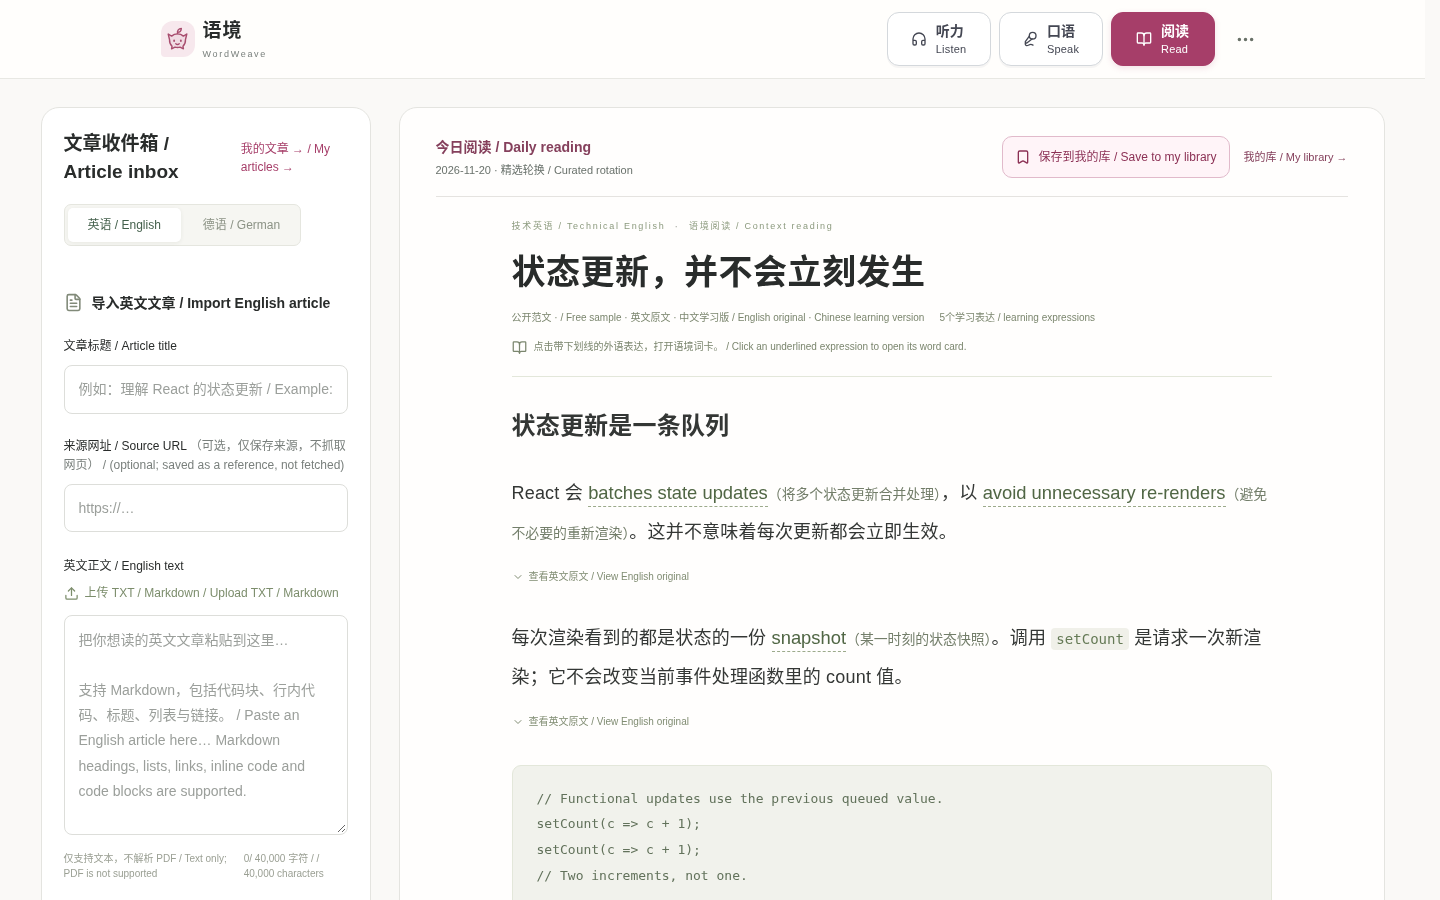 语境
WordWeave
听力
Listen
口语
Speak
阅读
Read
文章收件箱 /
Article inbox
我的文章 → / My
articles →
英语 / English
德语 / German
导入英文文章 / Import English article
文章标题 / Article title
例如：理解 React 的状态更新 / Example:
来源网址 / Source URL （可选，仅保存来源，不抓取
网页） / (optional; saved as a reference, not fetched)
https://…
英文正文 / English text
上传 TXT / Markdown / Upload TXT / Markdown
把你想读的英文文章粘贴到这里…
支持 Markdown，包括代码块、行内代
码、标题、列表与链接。 / Paste an
English article here… Markdown
headings, lists, links, inline code and
code blocks are supported.
仅支持文本，不解析 PDF / Text only;
PDF is not supported
0/ 40,000 字符 / /
40,000 characters
今日阅读 / Daily reading
2026-11-20 · 精选轮换 / Curated rotation
保存到我的库 / Save to my library
我的库 / My library →
技术英语 / Technical English · 语境阅读 / Context reading
状态更新，并不会立刻发生
公开范文 · / Free sample · 英文原文 · 中文学习版 / English original · Chinese learning version 5个学习表达 / learning expressions
点击带下划线的外语表达，打开语境词卡。 / Click an underlined expression to open its word card.
状态更新是一条队列
React 会 batches state updates（将多个状态更新合并处理），以 avoid unnecessary re-renders（避免
不必要的重新渲染）。这并不意味着每次更新都会立即生效。
查看英文原文 / View English original
每次渲染看到的都是状态的一份 snapshot（某一时刻的状态快照）。调用 setCount 是请求一次新渲
染；它不会改变当前事件处理函数里的 count 值。
查看英文原文 / View English original
// Functional updates use the previous queued value.
setCount(c => c + 1);
setCount(c => c + 1);
// Two increments, not one.